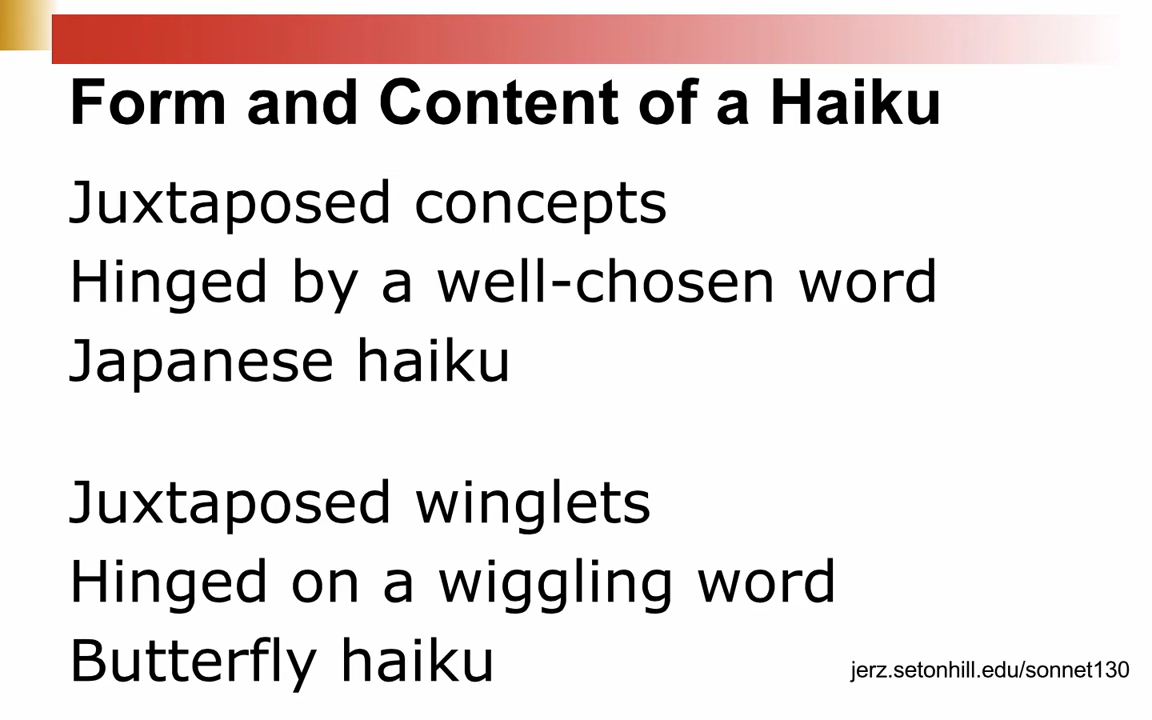 Form and Content of a Haiku
Juxtaposed concepts
Hinged by a well-chosen word
Japanese haiku
Juxtaposed winglets
Hinged on a wiggling word
Butterfly haiku
jerz.setonhill.edu/sonnet130